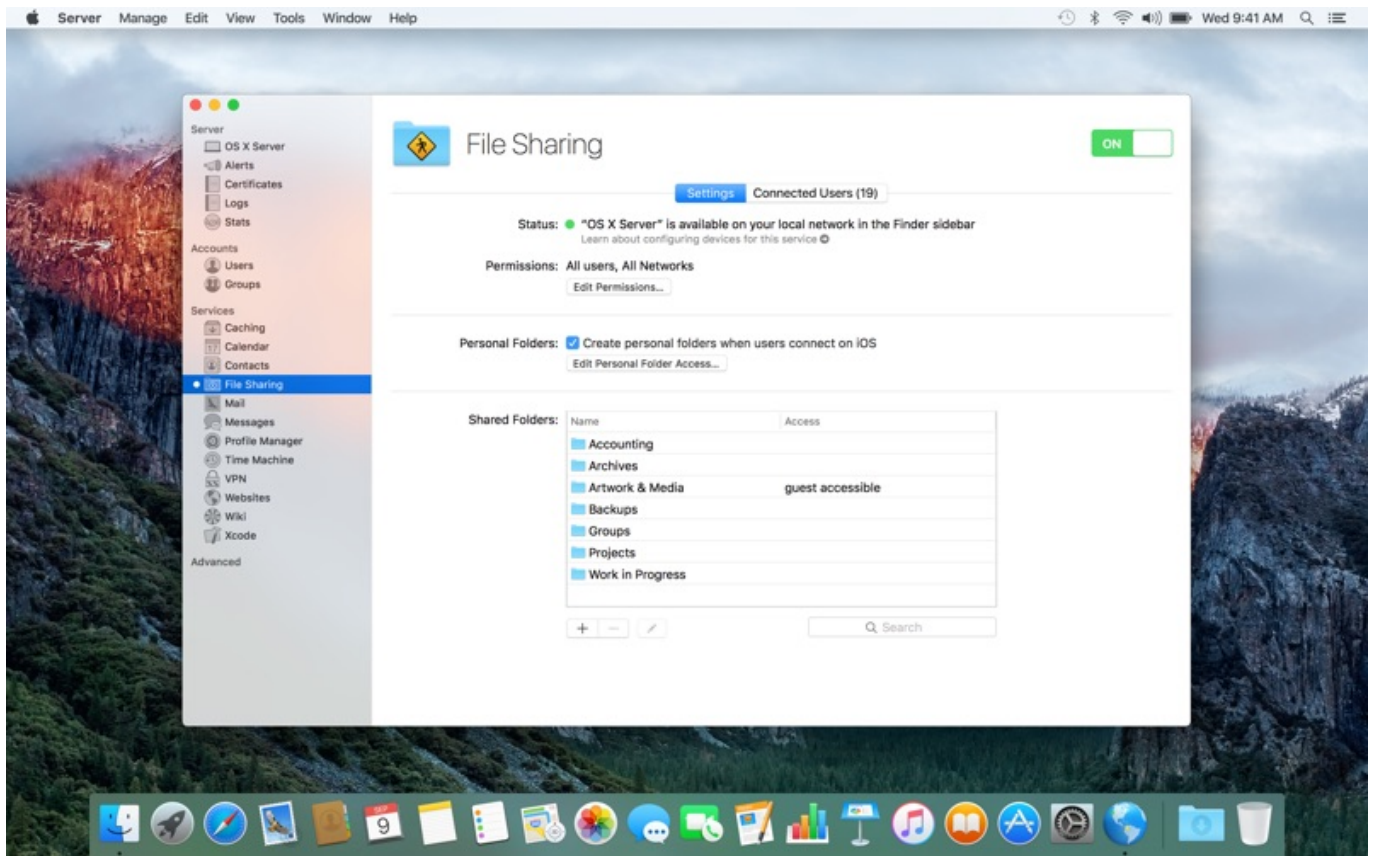 Server Manage Edit View Tools Window Help Wed 9:41 AM
Server
OS X Server
Alerts
Certificates
Logs
Stats
Accounts
Users
Groups
Services
Caching
Calendar
Contacts
File Sharing
Mail
Messages
Profile Manager
Time Machine
VPN
Websites
Wiki
Xcode
Advanced
File Sharing
ON
Settings Connected Users (19)
Status: “OS X Server” is available on your local network in the Finder sidebar
Learn about configuring devices for this service
Permissions: All users, All Networks
Edit Permissions...
Personal Folders: Create personal folders when users connect on iOS
Edit Personal Folder Access...
Shared Folders: Name Access
Accounting
Archives
Artwork & Media guest accessible
Backups
Groups
Projects
Work in Progress
+ −
Search
SEP
9